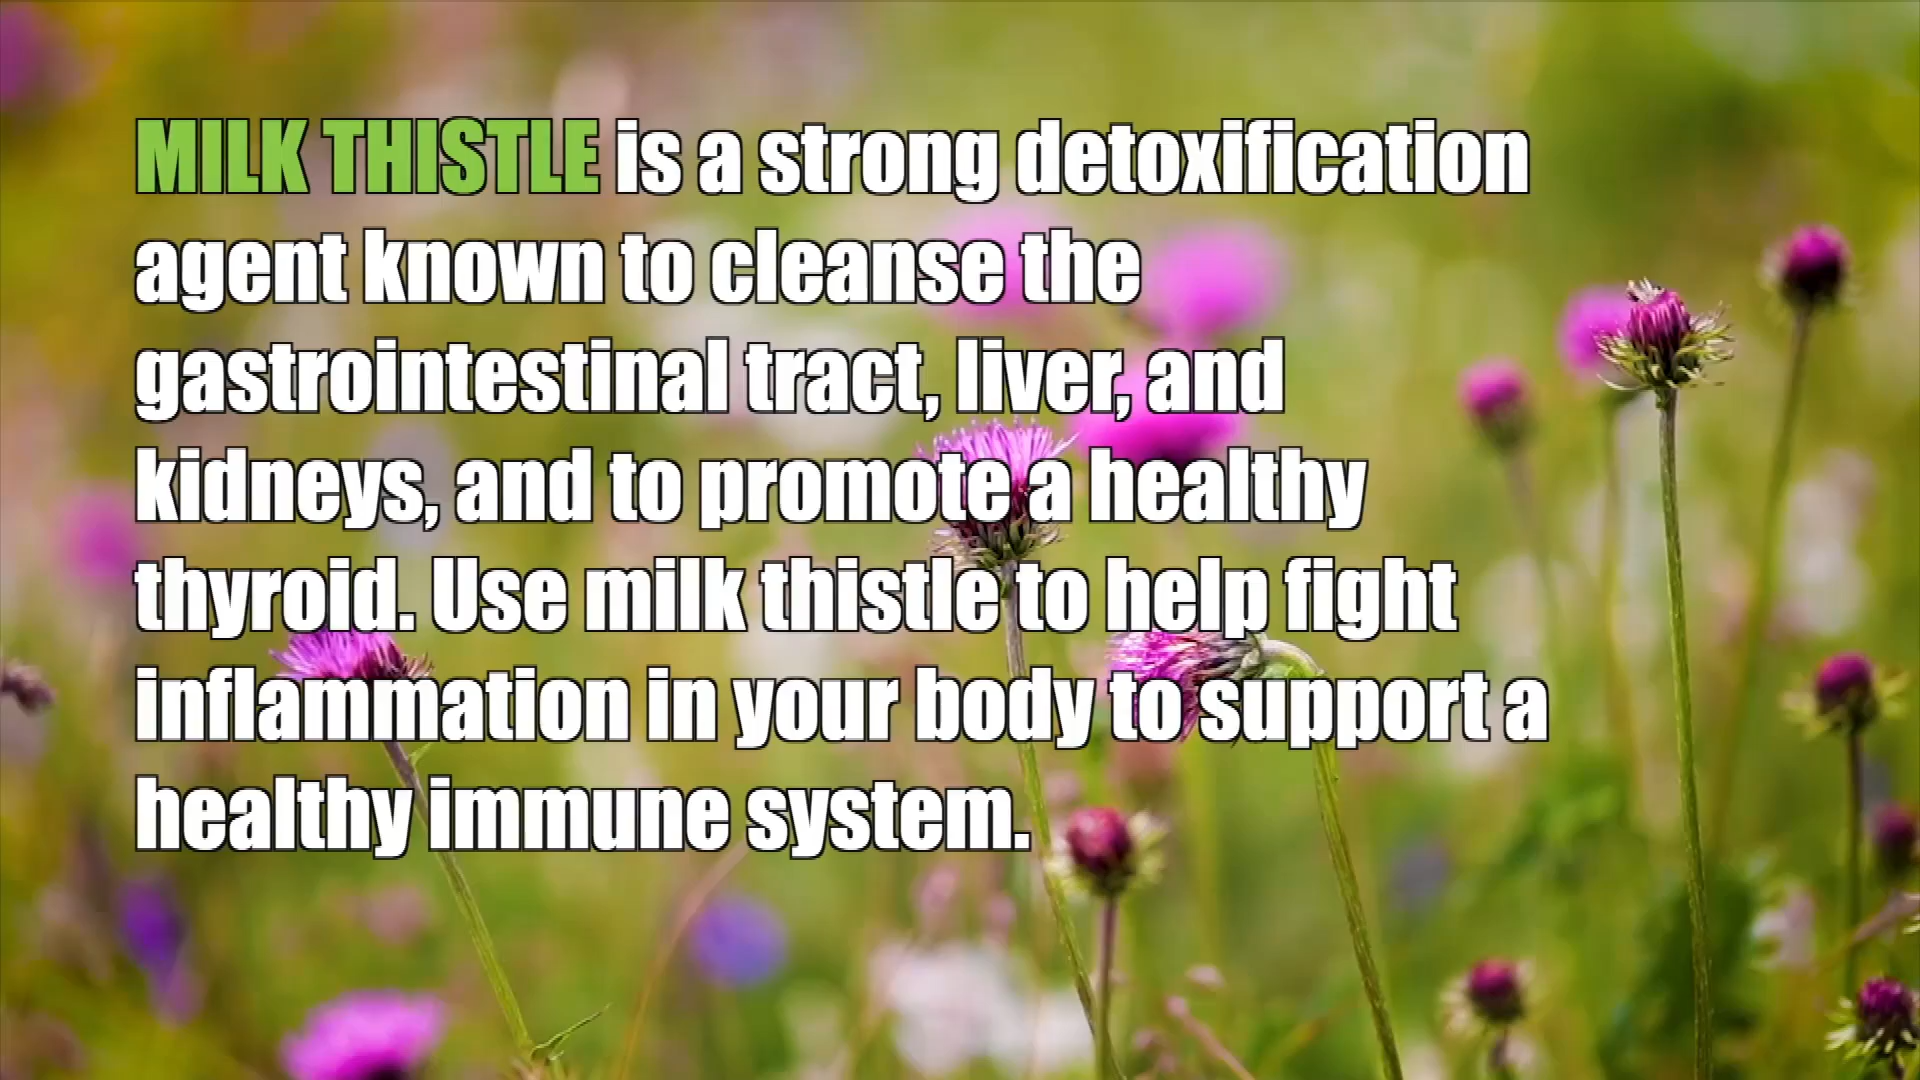 MILK THISTLE is a strong detoxification
agent known to cleanse the
gastrointestinal tract, liver, and
kidneys, and to promote a healthy
thyroid. Use milk thistle to help fight
inflammation in your body to support a
healthy immune system.